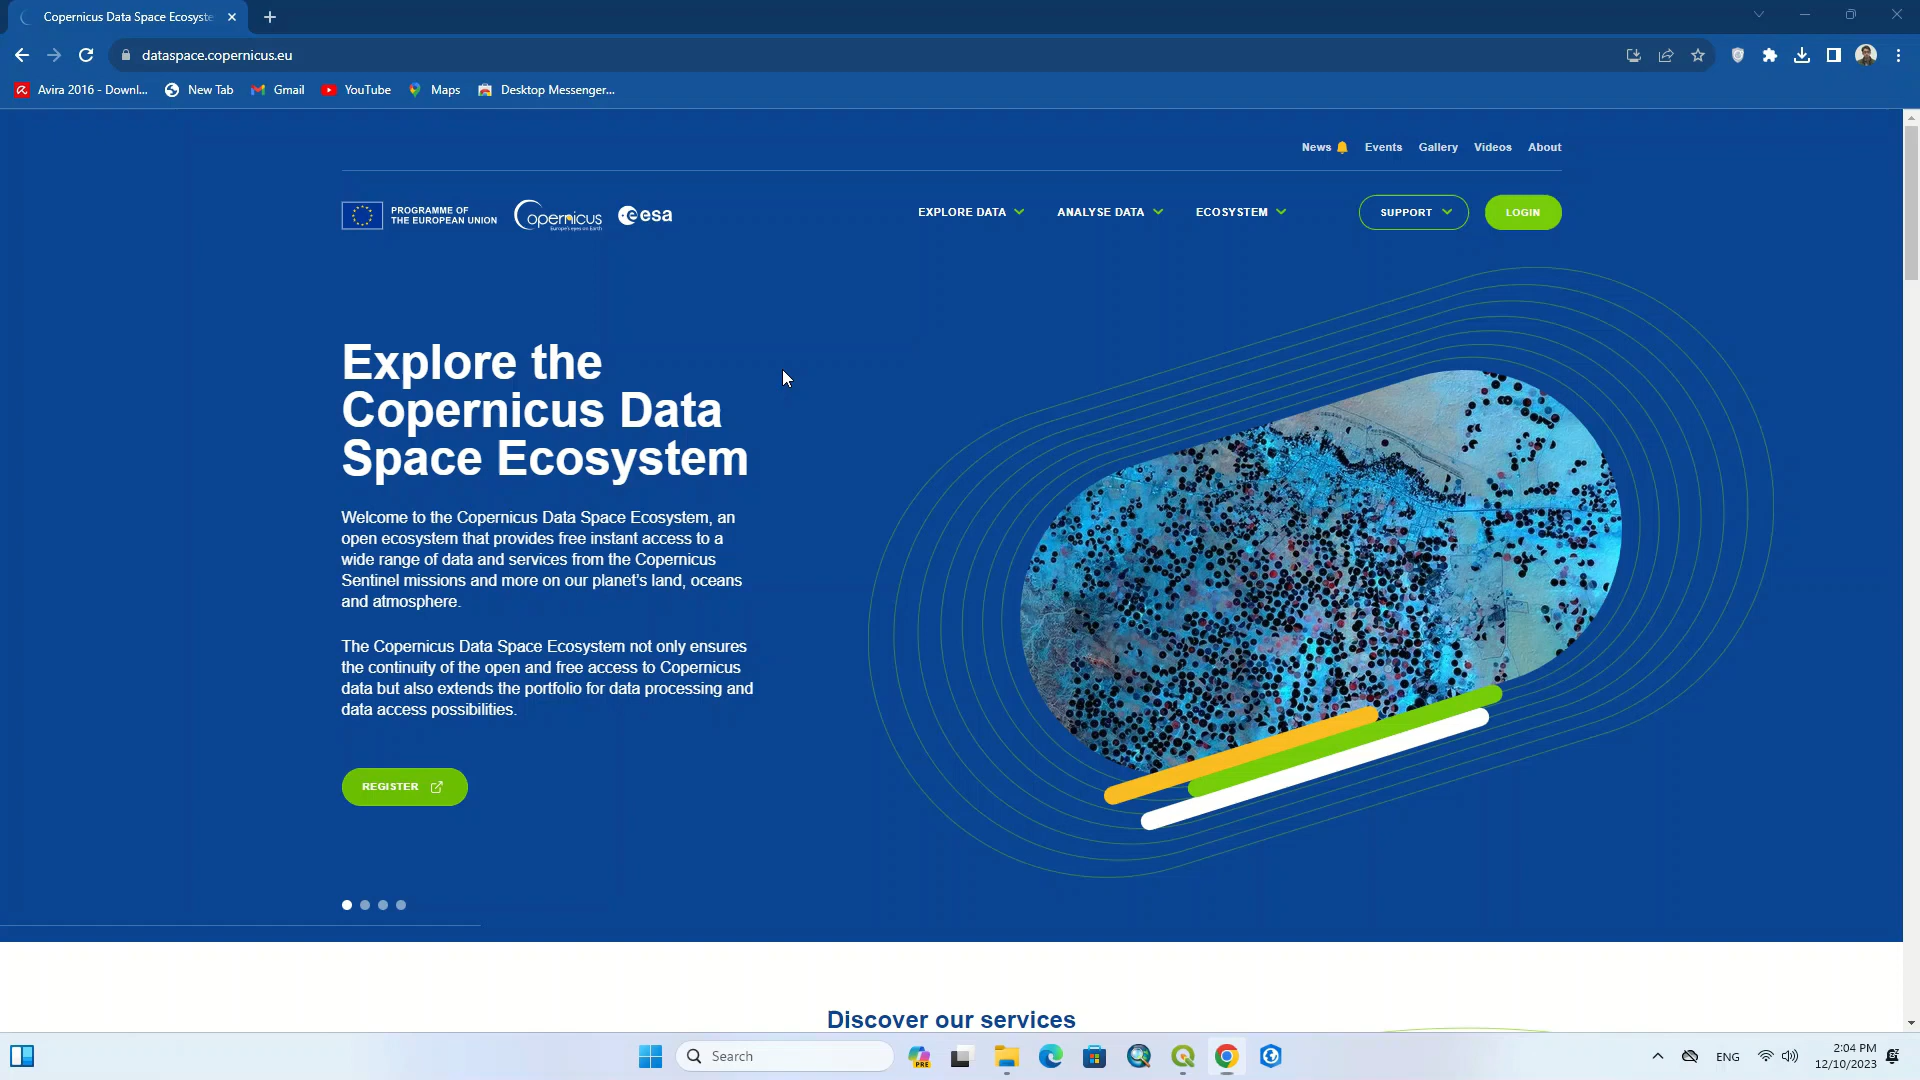 Copernicus Data Space Ecosyste
dataspace.copernicus.eu
Avira 2016 - Downl...
New Tab
Gmail
YouTube
Maps
Desktop Messenger...
News
Events
Gallery
Videos
About
PROGRAMME OF
THE EUROPEAN UNION
opernicus
Europe's eyes on Earth
esa
EXPLORE DATA
ANALYSE DATA
ECOSYSTEM
SUPPORT
LOGIN
Explore the
Copernicus Data
Space Ecosystem
Welcome to the Copernicus Data Space Ecosystem, an
open ecosystem that provides free instant access to a
wide range of data and services from the Copernicus
Sentinel missions and more on our planet's land, oceans
and atmosphere.
The Copernicus Data Space Ecosystem not only ensures
the continuity of the open and free access to Copernicus
data but also extends the portfolio for data processing and
data access possibilities.
REGISTER
Discover our services
Search
PRE
ENG
2:04 PM
12/10/2023